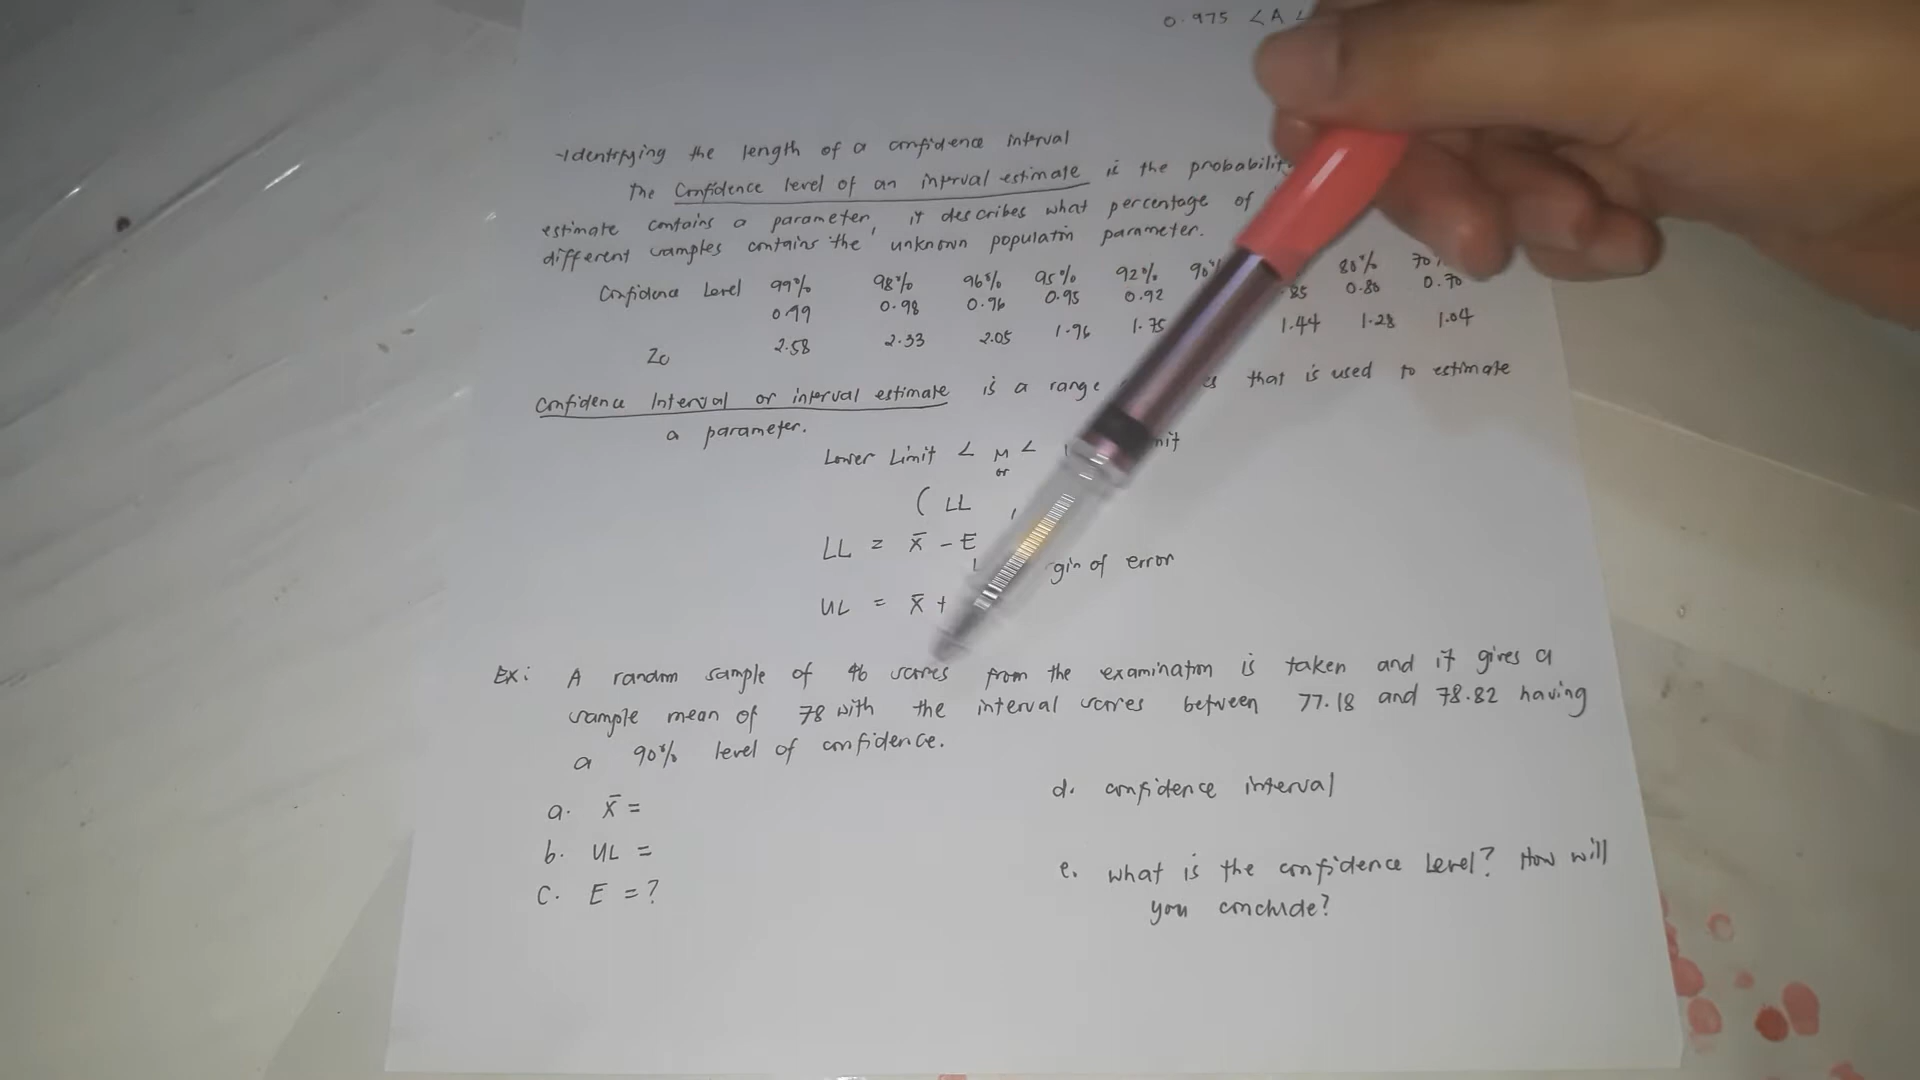 0.975 < A <
- Identifying the length of a confidence interval
The Confidence level of an interval estimate is the probability
estimate contains a parameter, it describes what percentage of
different samples contains the unknown population parameter.
Confidence Level 99% 98% 96% 95% 92% 90% 80% 70%
0.99 0.98 0.96 0.95 0.92 85 0.80 0.70
Zc 2.58 2.33 2.05 1.96 1.75 1.44 1.28 1.04
Confidence Interval or interval estimate is a range that is used to estimate
a parameter.
Lower Limit < M <
or
( LL ,
LL = x̄ - E
gin of error
UL = x̄ +
Ex: A random sample of 46 scores from the examination is taken and it gives a
sample mean of 78 with the interval scores between 77.18 and 78.82 having
a 90% level of confidence.
a. x̄ =
b. UL =
c. E = ?
d. confidence interval
e. what is the confidence Level? How will
you conclude?